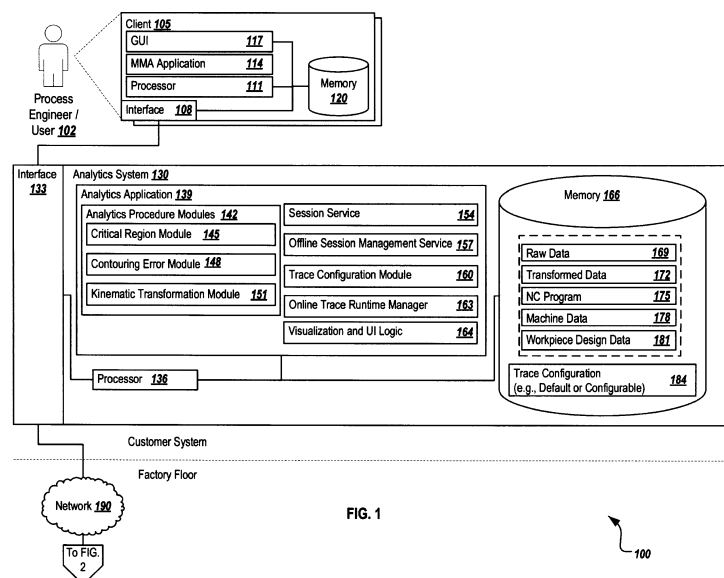 Client 105
GUI 117
MMA Application 114
Processor 111
Interface 108
Memory
120
Process
Engineer /
User 102
Interface
133
Analytics System 130
Analytics Application 139
Analytics Procedure Modules 142
Critical Region Module 145
Contouring Error Module 148
Kinematic Transformation Module 151
Session Service 154
Offline Session Management Service 157
Trace Configuration Module 160
Online Trace Runtime Manager 163
Visualization and UI Logic 164
Processor 136
Memory 166
Raw Data 169
Transformed Data 172
NC Program 175
Machine Data 178
Workpiece Design Data 181
Trace Configuration
(e.g., Default or Configurable) 184
Customer System
Factory Floor
Network 190
To FIG.
2
FIG. 1
100